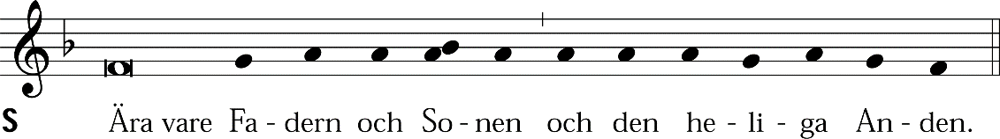 S Ära vare Fa - dern och So - nen och den he - li - ga An - den.